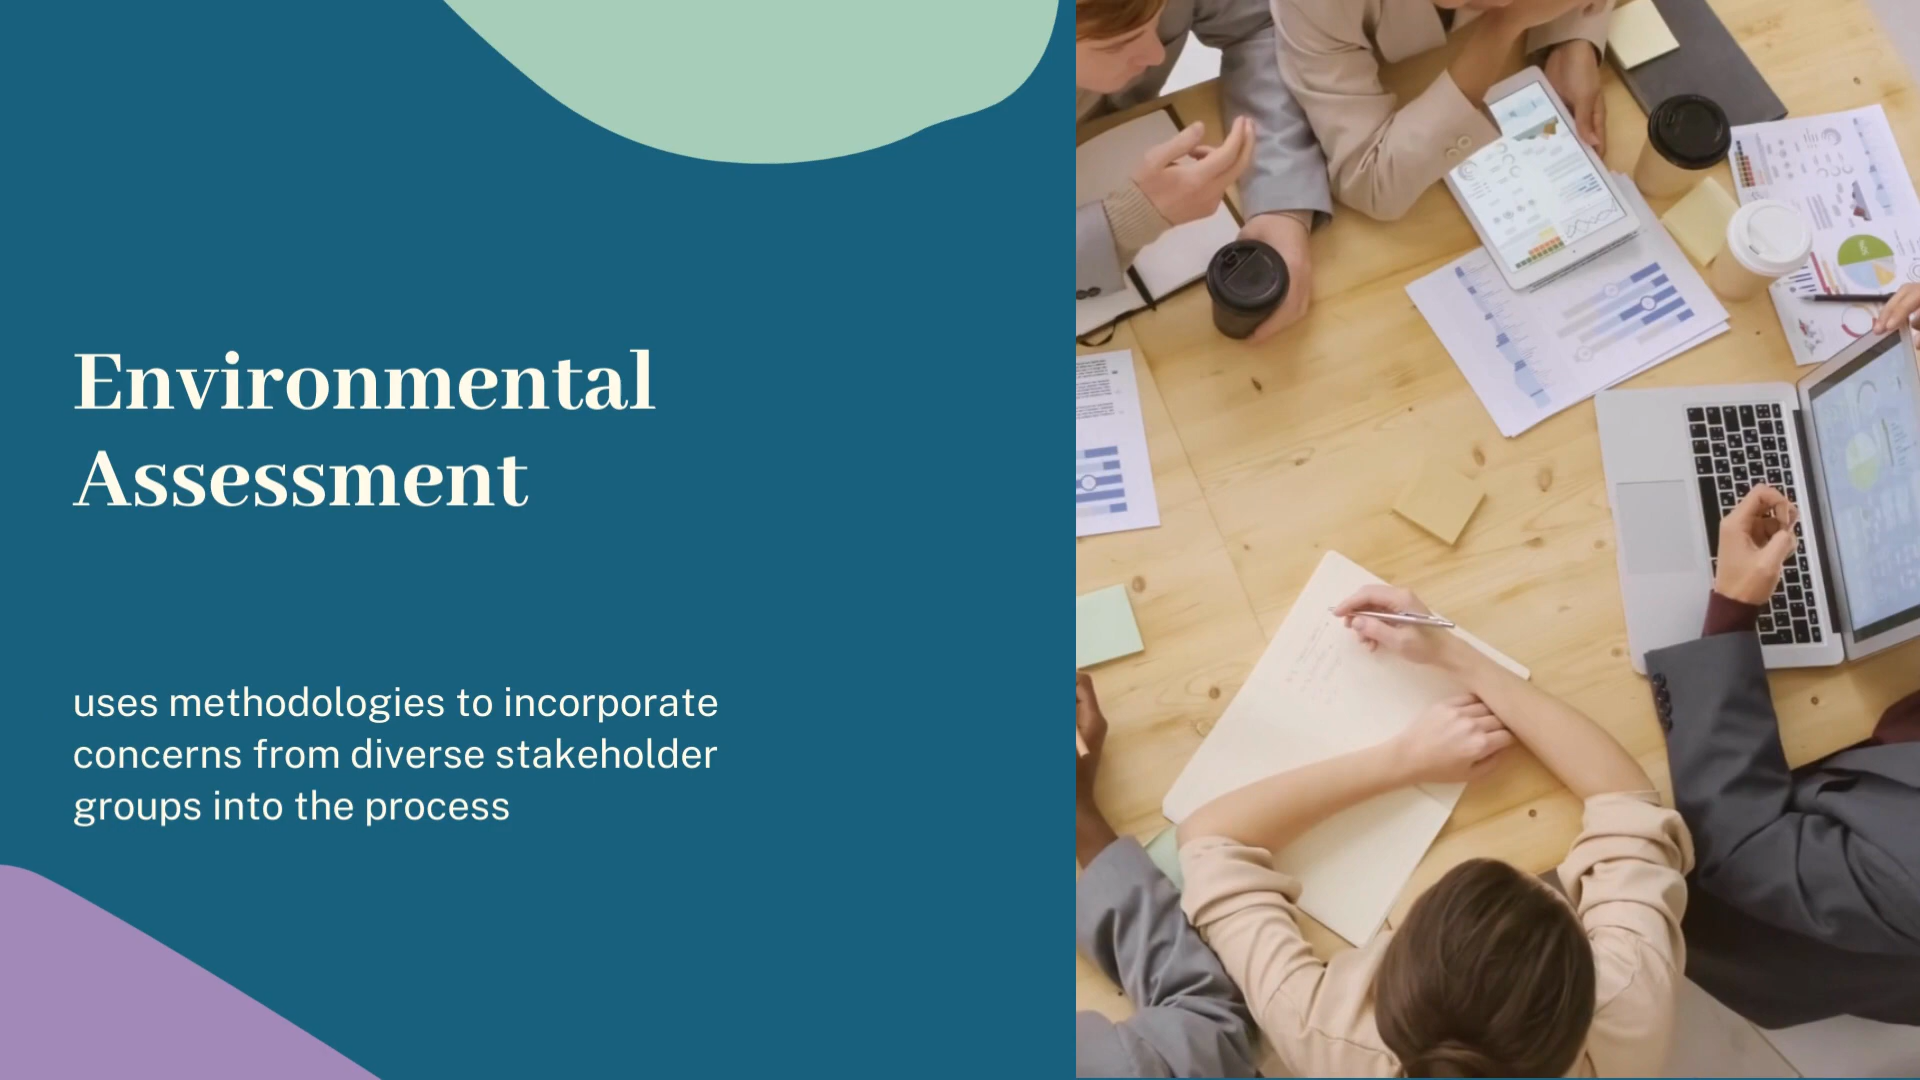 Environmental
Assessment
uses methodologies to incorporate
concerns from diverse stakeholder
groups into the process